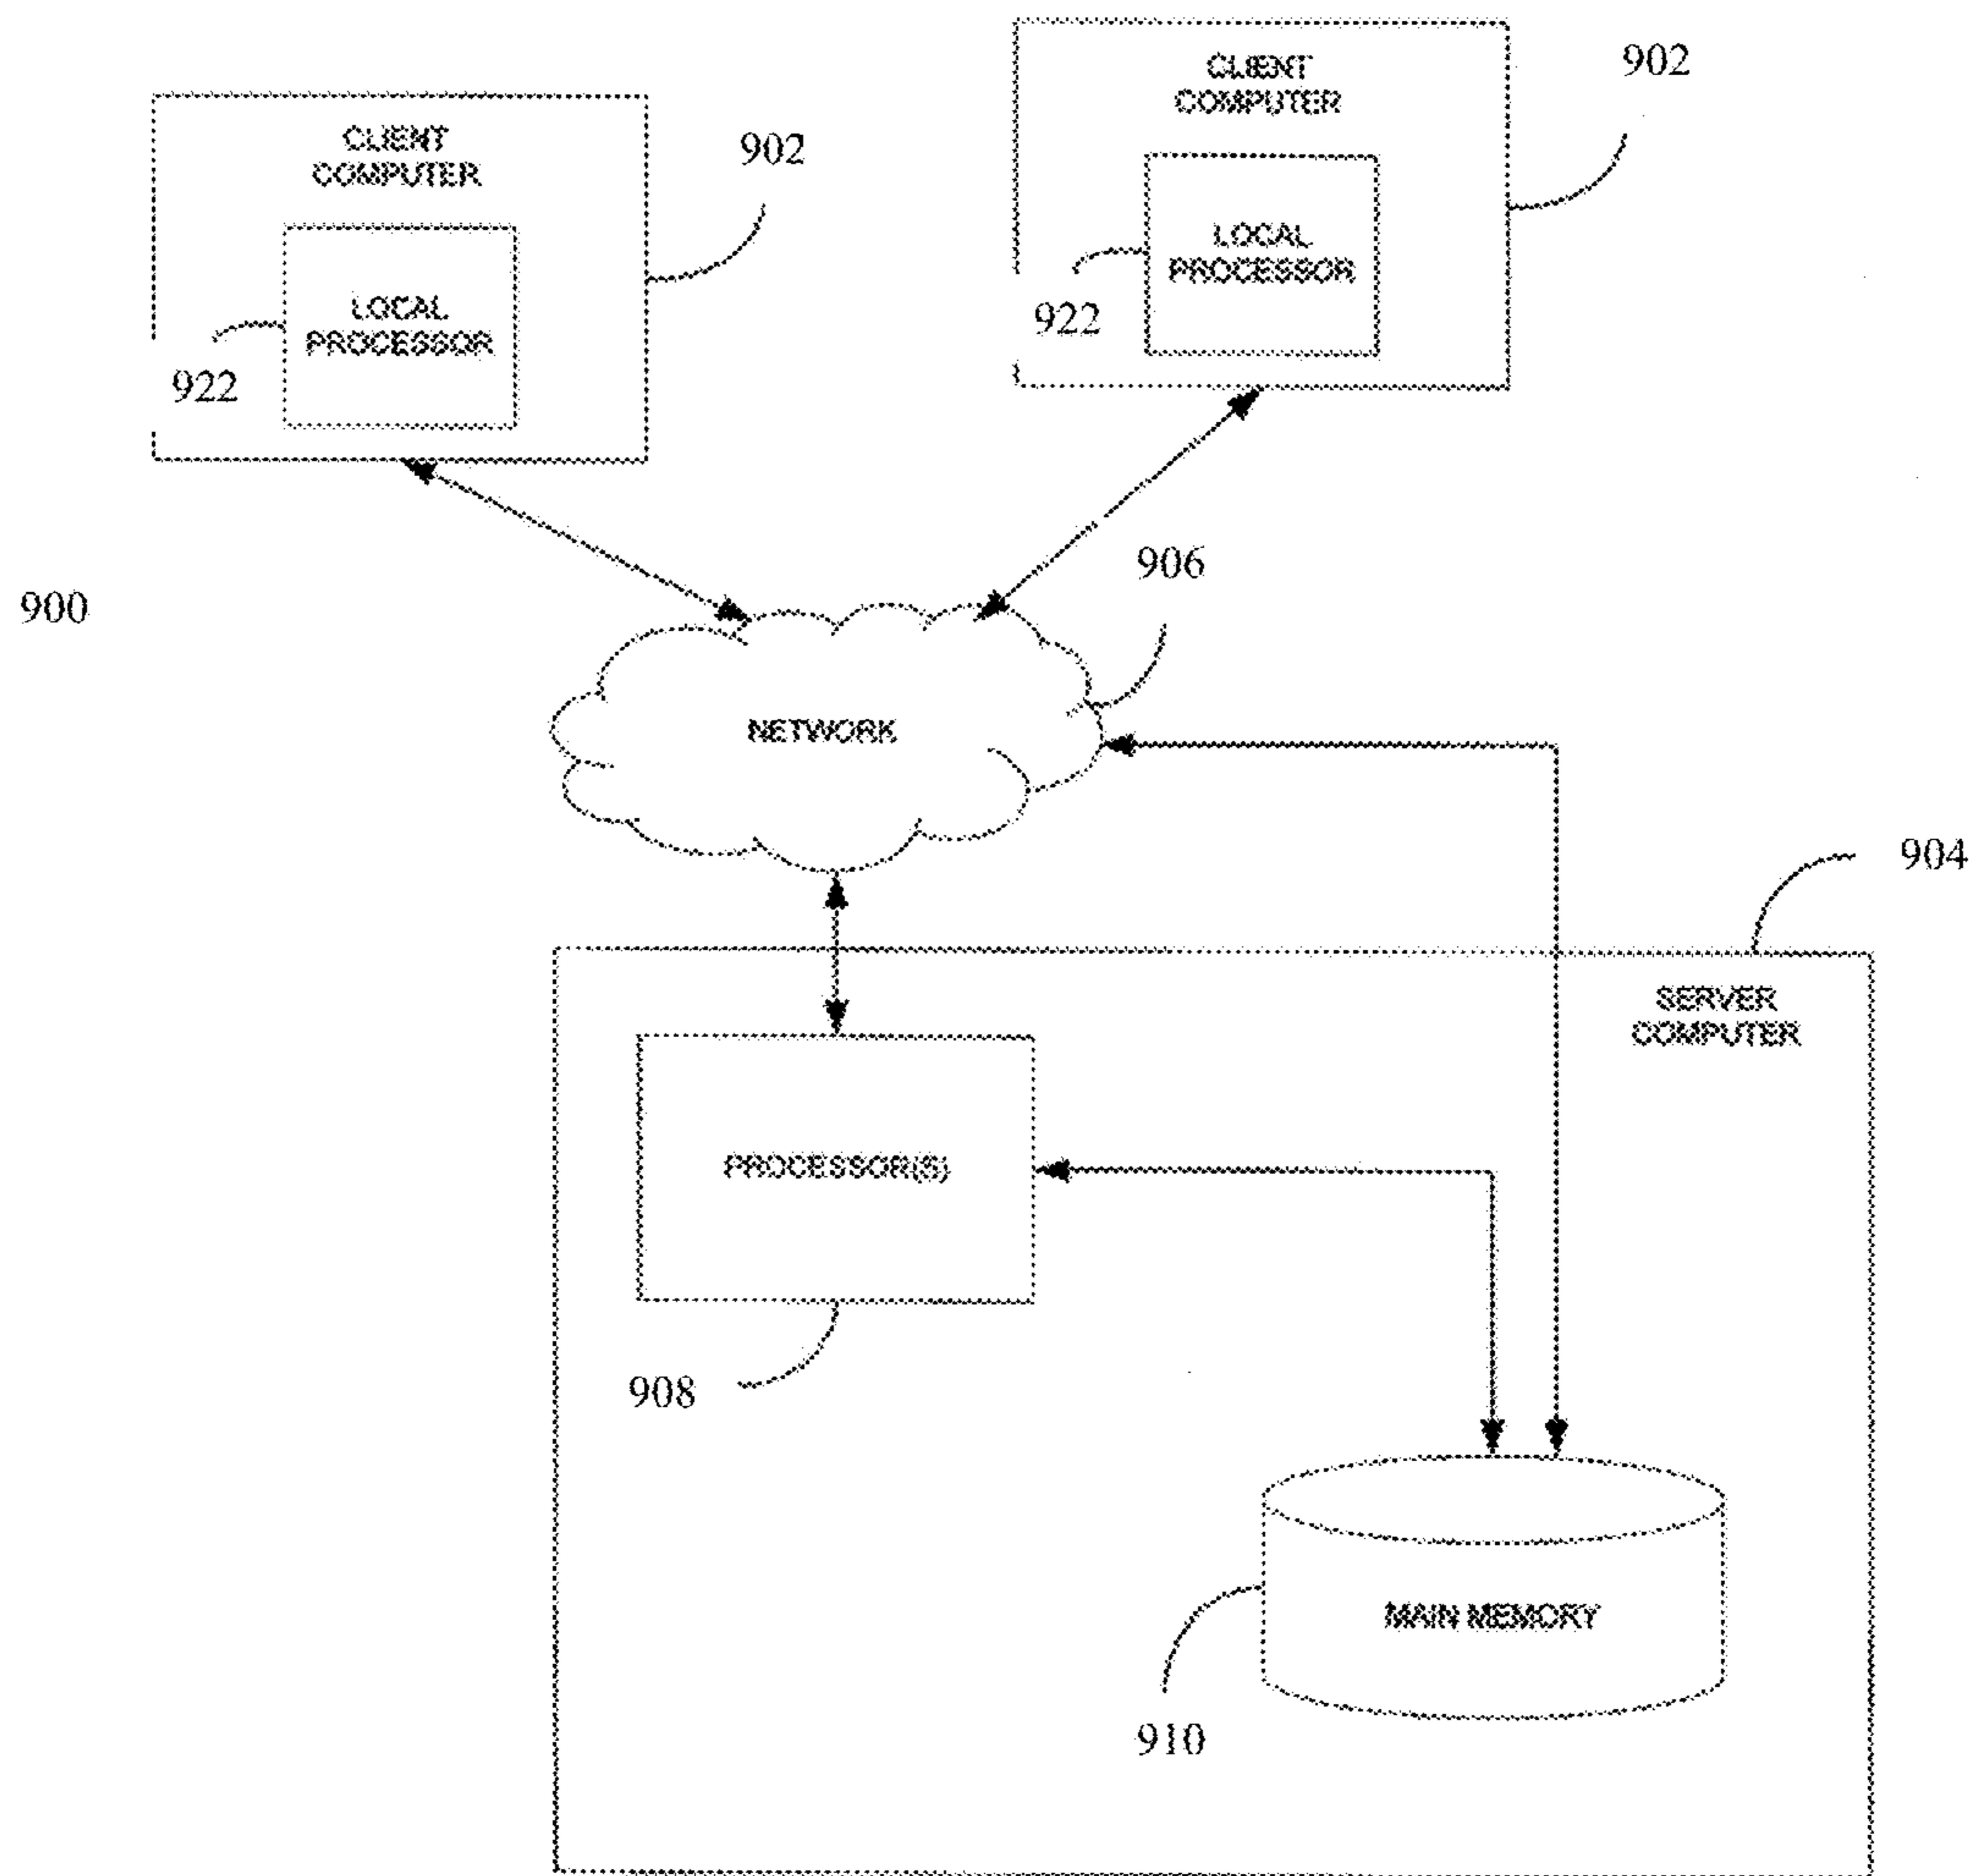 CLIENT
COMPUTER
902
LOCAL
PROCESSOR
922
CLIENT
COMPUTER
902
LOCAL
PROCESSOR
922
900
906
NETWORK
904
SERVER
COMPUTER
PROCESSOR(S)
908
MAIN MEMORY
910